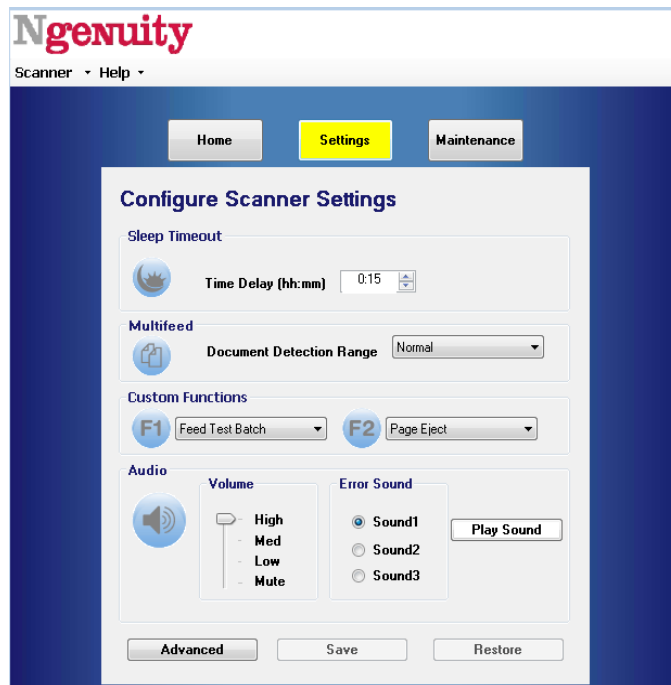 Ngenuity
Scanner Help
Home Settings Maintenance
Configure Scanner Settings
Sleep Timeout
Time Delay (hh:mm) 0:15
Multifeed
Document Detection Range Normal
Custom Functions
F1 Feed Test Batch F2 Page Eject
Audio
Volume Error Sound
High Sound1 Play Sound
Med
Low Sound2
Mute Sound3
Advanced Save Restore